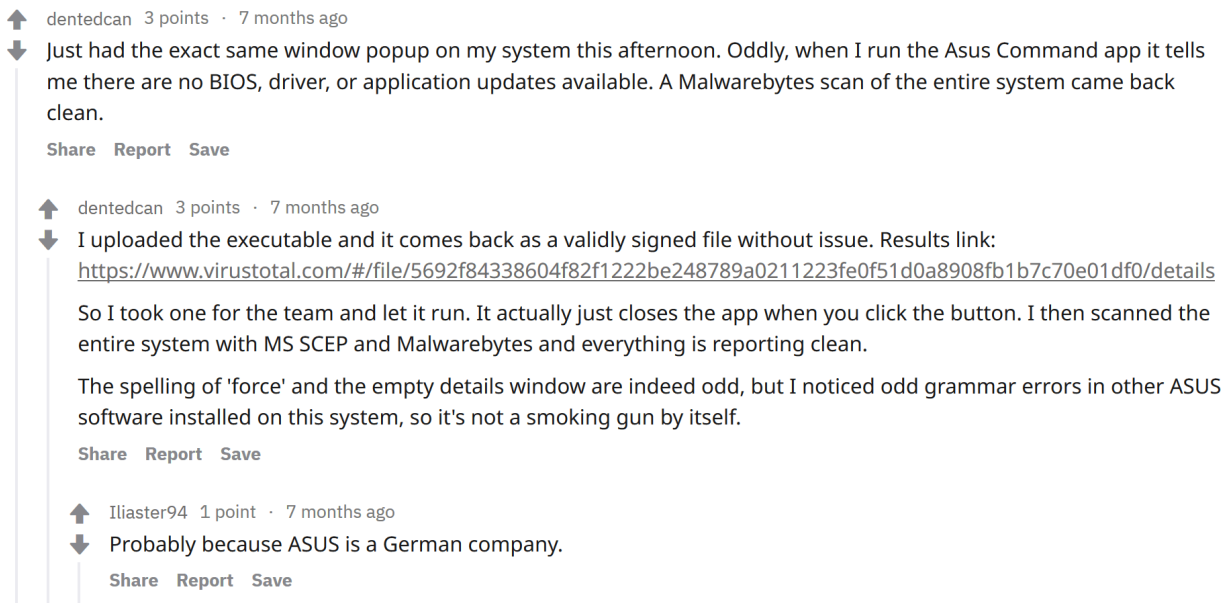 dentedcan 3 points · 7 months ago
Just had the exact same window popup on my system this afternoon. Oddly, when I run the Asus Command app it tells
me there are no BIOS, driver, or application updates available. A Malwarebytes scan of the entire system came back
clean.
Share Report Save
dentedcan 3 points · 7 months ago
I uploaded the executable and it comes back as a validly signed file without issue. Results link:
https://www.virustotal.com/#/file/5692f84338604f82f1222be248789a0211223fe0f51d0a8908fb1b7c70e01df0/details
So I took one for the team and let it run. It actually just closes the app when you click the button. I then scanned the
entire system with MS SCEP and Malwarebytes and everything is reporting clean.
The spelling of 'force' and the empty details window are indeed odd, but I noticed odd grammar errors in other ASUS
software installed on this system, so it's not a smoking gun by itself.
Share Report Save
Iliaster94 1 point · 7 months ago
Probably because ASUS is a German company.
Share Report Save